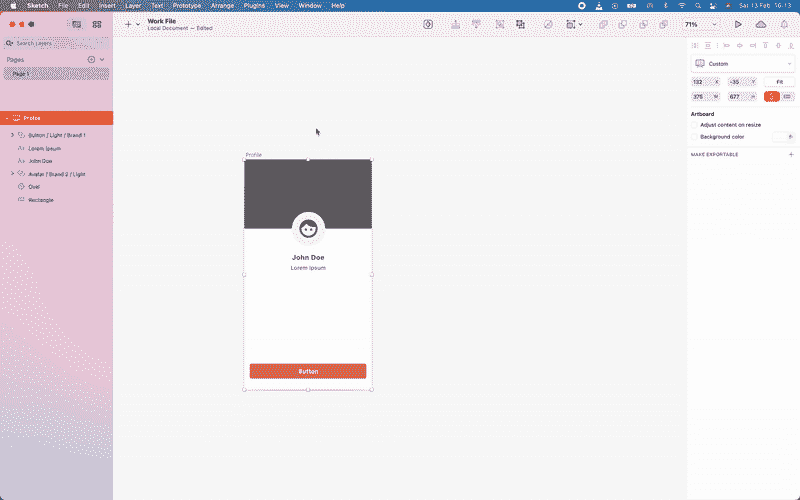 Sketch File Edit Insert Layer Text Prototype Arrange Plugins View Window Help Sat 13 Feb 16:13
Work File
Local Document — Edited
71%
Search Layers
Pages
Page 1
Profile
Button / Light / Brand 1
Lorem Ipsum
John Doe
Avatar / Brand 2 / Light
Oval
Rectangle
Profile
John Doe
Lorem Ipsum
Button
Custom
132 X -35 Y Fit
375 W 677 H
Artboard
Adjust content on resize
Background color
MAKE EXPORTABLE